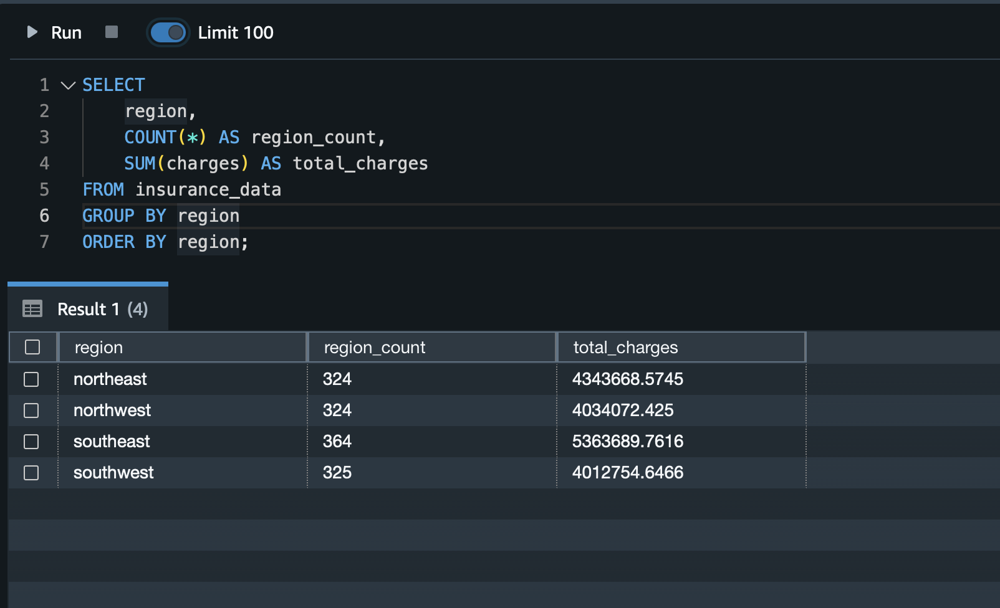 Run Limit 100
1 SELECT
2 region,
3 COUNT(*) AS region_count,
4 SUM(charges) AS total_charges
5 FROM insurance_data
6 GROUP BY region
7 ORDER BY region;
Result 1 (4)
region region_count total_charges
northeast 324 4343668.5745
northwest 324 4034072.425
southeast 364 5363689.7616
southwest 325 4012754.6466